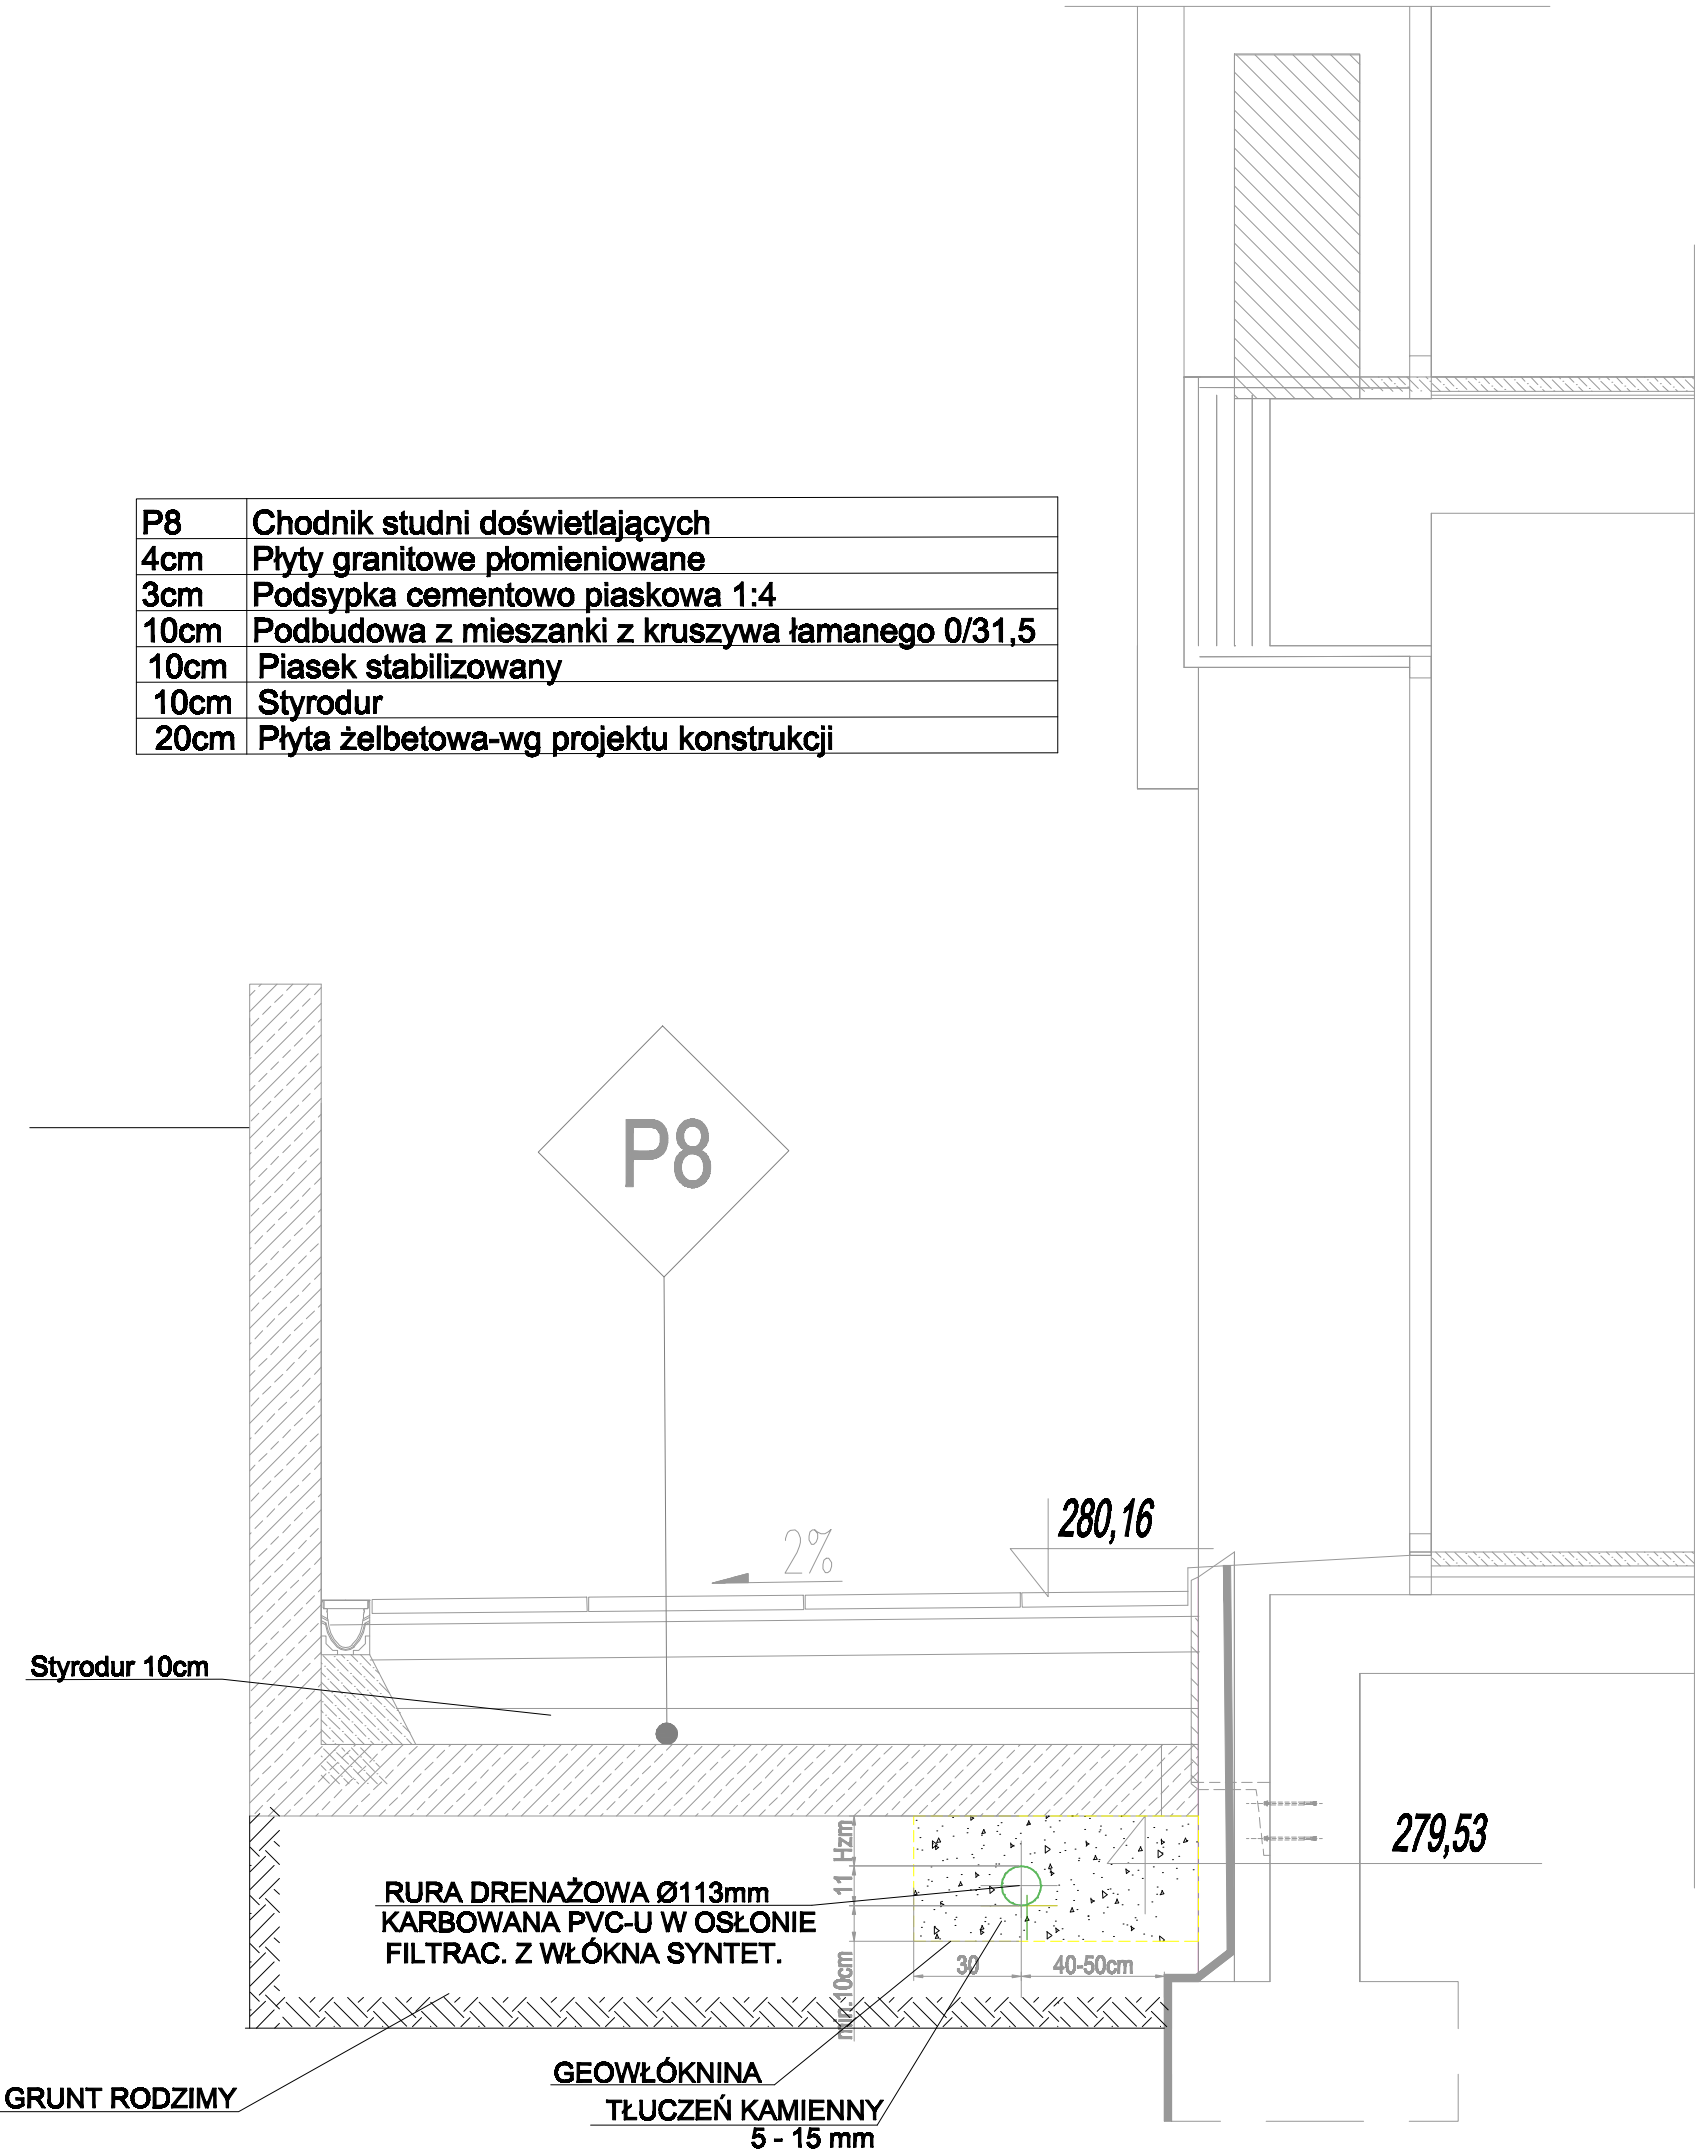 P8 Chodnik studni doświetlających
4cm Płyty granitowe płomieniowane
3cm Podsypka cementowo piaskowa 1:4
10cm Podbudowa z mieszanki z kruszywa łamanego 0/31,5
10cm Piasek stabilizowany
10cm Styrodur
20cm Płyta żelbetowa-wg projektu konstrukcji
P8
280,16
2%
Styrodur 10cm
279,53
11 Hzm
RURA DRENAŻOWA Ø113mm
KARBOWANA PVC-U W OSŁONIE
FILTRAC. Z WŁÓKNA SYNTET.
30 40-50cm
min.10cm
GEOWŁÓKNINA
GRUNT RODZIMY
TŁUCZEŃ KAMIENNY
5 - 15 mm